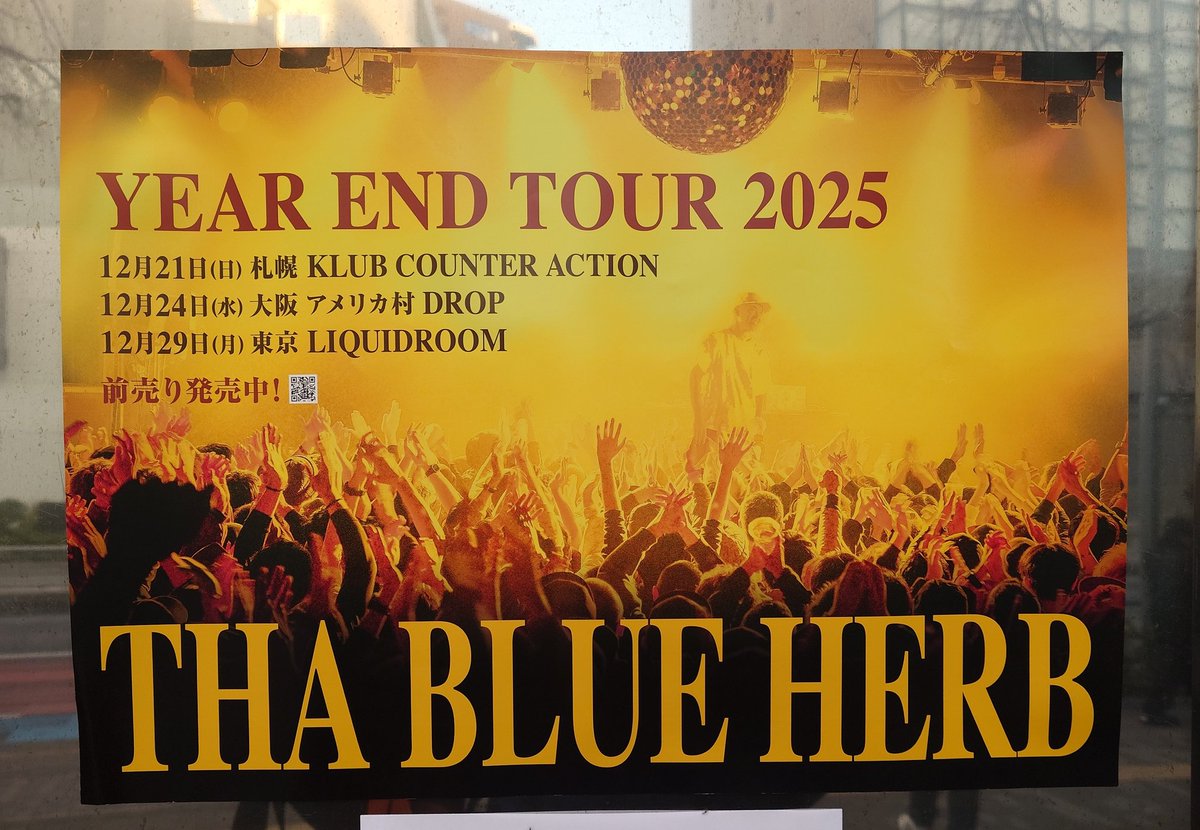 YEAR END TOUR 2025
12月21日(日) 札幌 KLUB COUNTER ACTION
12月24日(水) 大阪 アメリカ村 DROP
12月29日(月) 東京 LIQUIDROOM
前売り発売中!
THA BLUE HERB